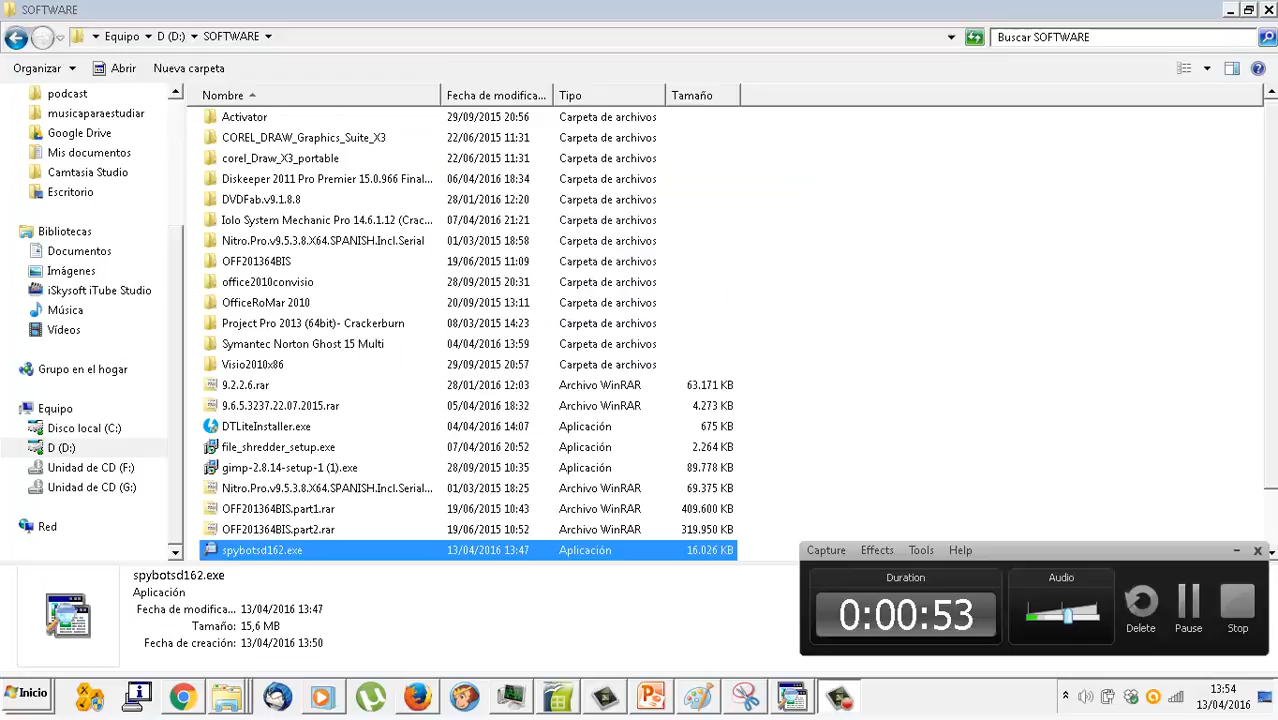 SOFTWARE
Equipo D (D:) SOFTWARE
Buscar SOFTWARE
Organizar Abrir Nueva carpeta
podcast
musicaparaestudiar
Google Drive
Mis documentos
Camtasia Studio
Escritorio
Bibliotecas
Documentos
Imágenes
iSkysoft iTube Studio
Música
Vídeos
Grupo en el hogar
Equipo
Disco local (C:)
D (D:)
Unidad de CD (F:)
Unidad de CD (G:)
Red
Nombre Fecha de modifica... Tipo Tamaño
Activator 29/09/2015 20:56 Carpeta de archivos
COREL_DRAW_Graphics_Suite_X3 22/06/2015 11:31 Carpeta de archivos
corel_Draw_X3_portable 22/06/2015 11:31 Carpeta de archivos
Diskeeper 2011 Pro Premier 15.0.966 Final... 06/04/2016 18:34 Carpeta de archivos
DVDFab.v9.1.8.8 28/01/2016 12:20 Carpeta de archivos
Iolo System Mechanic Pro 14.6.1.12 (Crac... 07/04/2016 21:21 Carpeta de archivos
Nitro.Pro.v9.5.3.8.X64.SPANISH.Incl.Serial 01/03/2015 18:58 Carpeta de archivos
OFF201364BIS 19/06/2015 11:09 Carpeta de archivos
office2010convisio 28/09/2015 20:31 Carpeta de archivos
OfficeRoMar 2010 20/09/2015 13:11 Carpeta de archivos
Project Pro 2013 (64bit)- Crackerburn 08/03/2015 14:23 Carpeta de archivos
Symantec Norton Ghost 15 Multi 04/04/2016 13:59 Carpeta de archivos
Visio2010x86 29/09/2015 20:57 Carpeta de archivos
9.2.2.6.rar 28/01/2016 12:03 Archivo WinRAR 63.171 KB
9.6.5.3237.22.07.2015.rar 05/04/2016 18:32 Archivo WinRAR 4.273 KB
DTLiteInstaller.exe 04/04/2016 14:07 Aplicación 675 KB
file_shredder_setup.exe 07/04/2016 20:52 Aplicación 2.264 KB
gimp-2.8.14-setup-1 (1).exe 28/09/2015 10:35 Aplicación 89.778 KB
Nitro.Pro.v9.5.3.8.X64.SPANISH.Incl.Serial... 01/03/2015 18:25 Archivo WinRAR 69.375 KB
OFF201364BIS.part1.rar 19/06/2015 10:43 Archivo WinRAR 409.600 KB
OFF201364BIS.part2.rar 19/06/2015 10:52 Archivo WinRAR 319.950 KB
spybotsd162.exe 13/04/2016 13:47 Aplicación 16.026 KB
spybotsd162.exe
Aplicación
Fecha de modifica... 13/04/2016 13:47
Tamaño: 15,6 MB
Fecha de creación: 13/04/2016 13:50
Capture Effects Tools Help
Duration
0:00:53
Audio
Delete Pause Stop
Inicio
13:54
13/04/2016